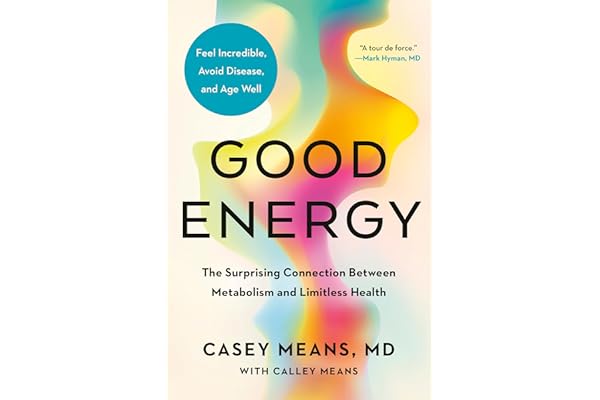 Feel Incredible,
Avoid Disease,
and Age Well
"A tour de force."
—Mark Hyman, MD
GOOD
ENERGY
The Surprising Connection Between
Metabolism and Limitless Health
CASEY MEANS, MD
WITH CALLEY MEANS